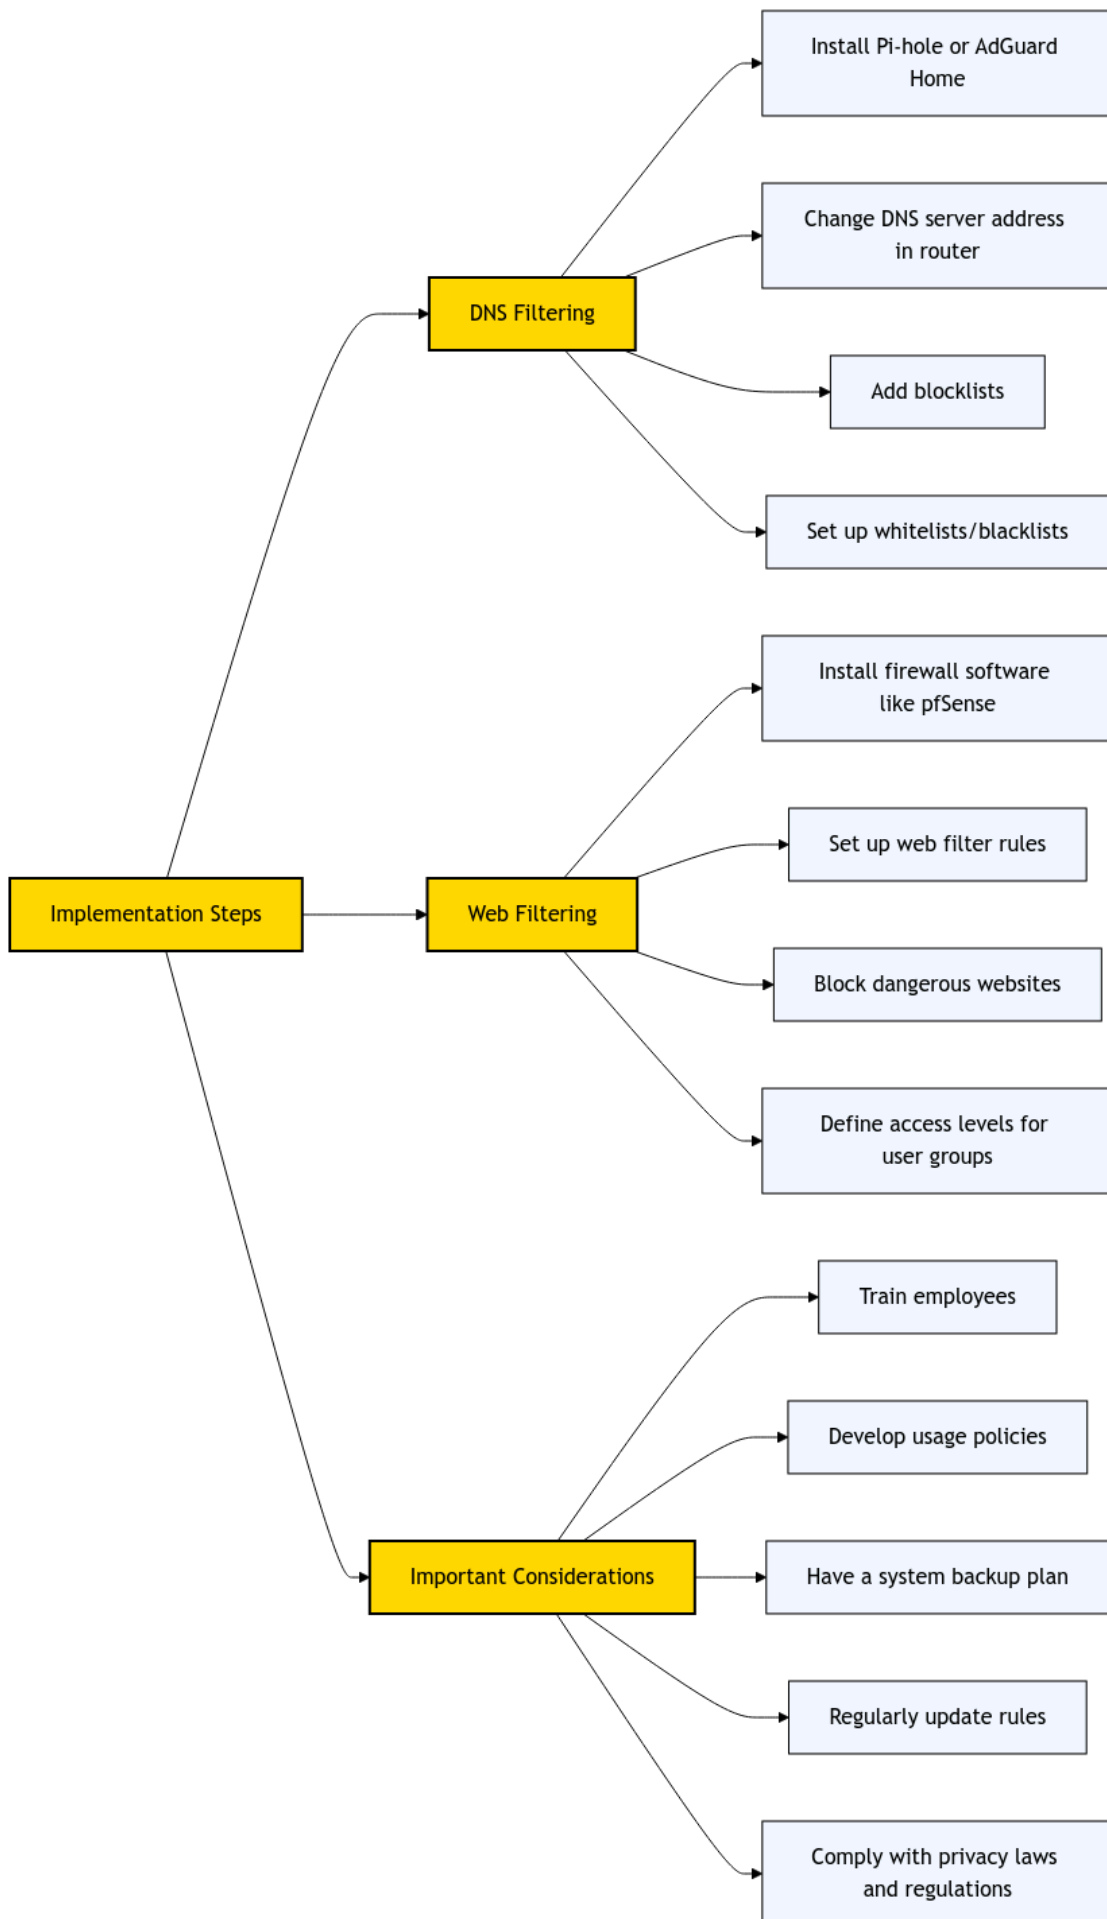 Implementation Steps
DNS Filtering
Install Pi-hole or AdGuard
Home
Change DNS server address
in router
Add blocklists
Set up whitelists/blacklists
Web Filtering
Install firewall software
like pfSense
Set up web filter rules
Block dangerous websites
Define access levels for
user groups
Important Considerations
Train employees
Develop usage policies
Have a system backup plan
Regularly update rules
Comply with privacy laws
and regulations